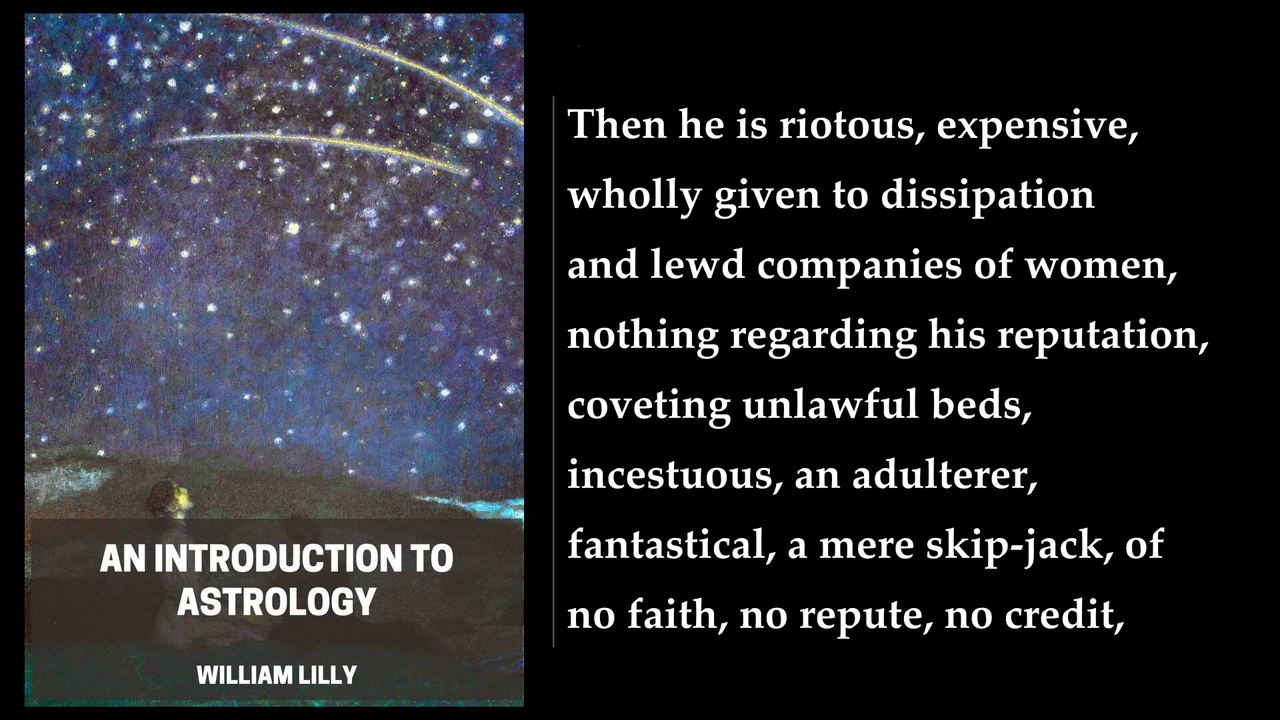 AN INTRODUCTION TO
ASTROLOGY
WILLIAM LILLY
Then he is riotous, expensive,
wholly given to dissipation
and lewd companies of women,
nothing regarding his reputation,
coveting unlawful beds,
incestuous, an adulterer,
fantastical, a mere skip-jack, of
no faith, no repute, no credit,